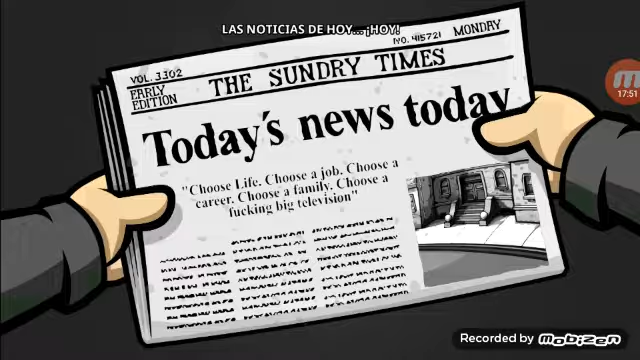 LAS NOTICIAS DE HOY... ¡HOY!
VOL. 3302
NO. 415721 MONDAY
EARLY
EDITION
THE SUNDRY TIMES
Today's news today
"Choose Life. Choose a job. Choose a
career. Choose a family. Choose a
fucking big television"
17:51
Recorded by mobizen